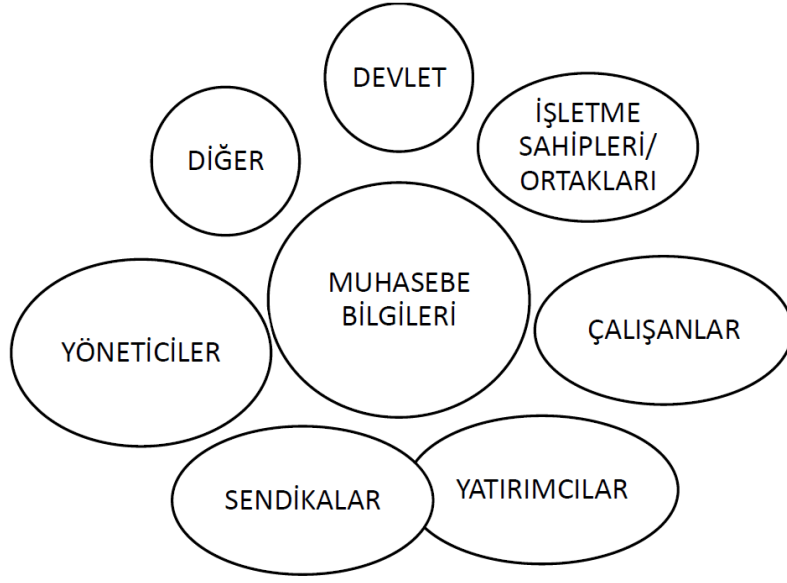 DEVLET
İŞLETME
SAHİPLERİ/
ORTAKLARI
DİĞER
MUHASEBE
BİLGİLERİ
ÇALIŞANLAR
YÖNETİCİLER
SENDİKALAR
YATIRIMCILAR